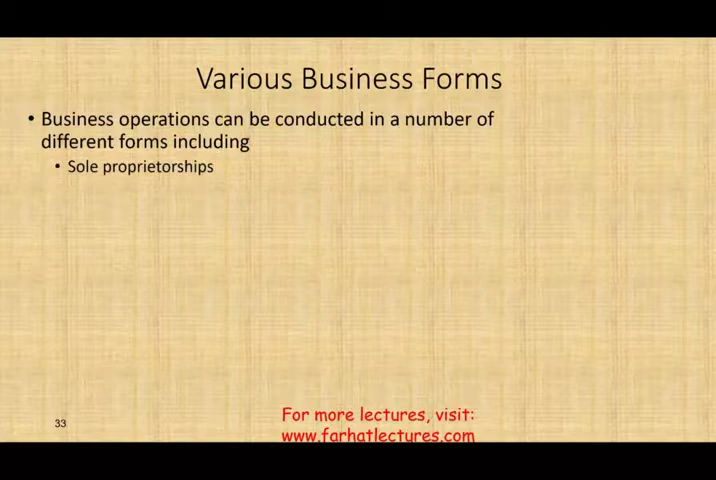 Various Business Forms
• Business operations can be conducted in a number of
different forms including
• Sole proprietorships
33
For more lectures, visit:
www.farhatlectures.com